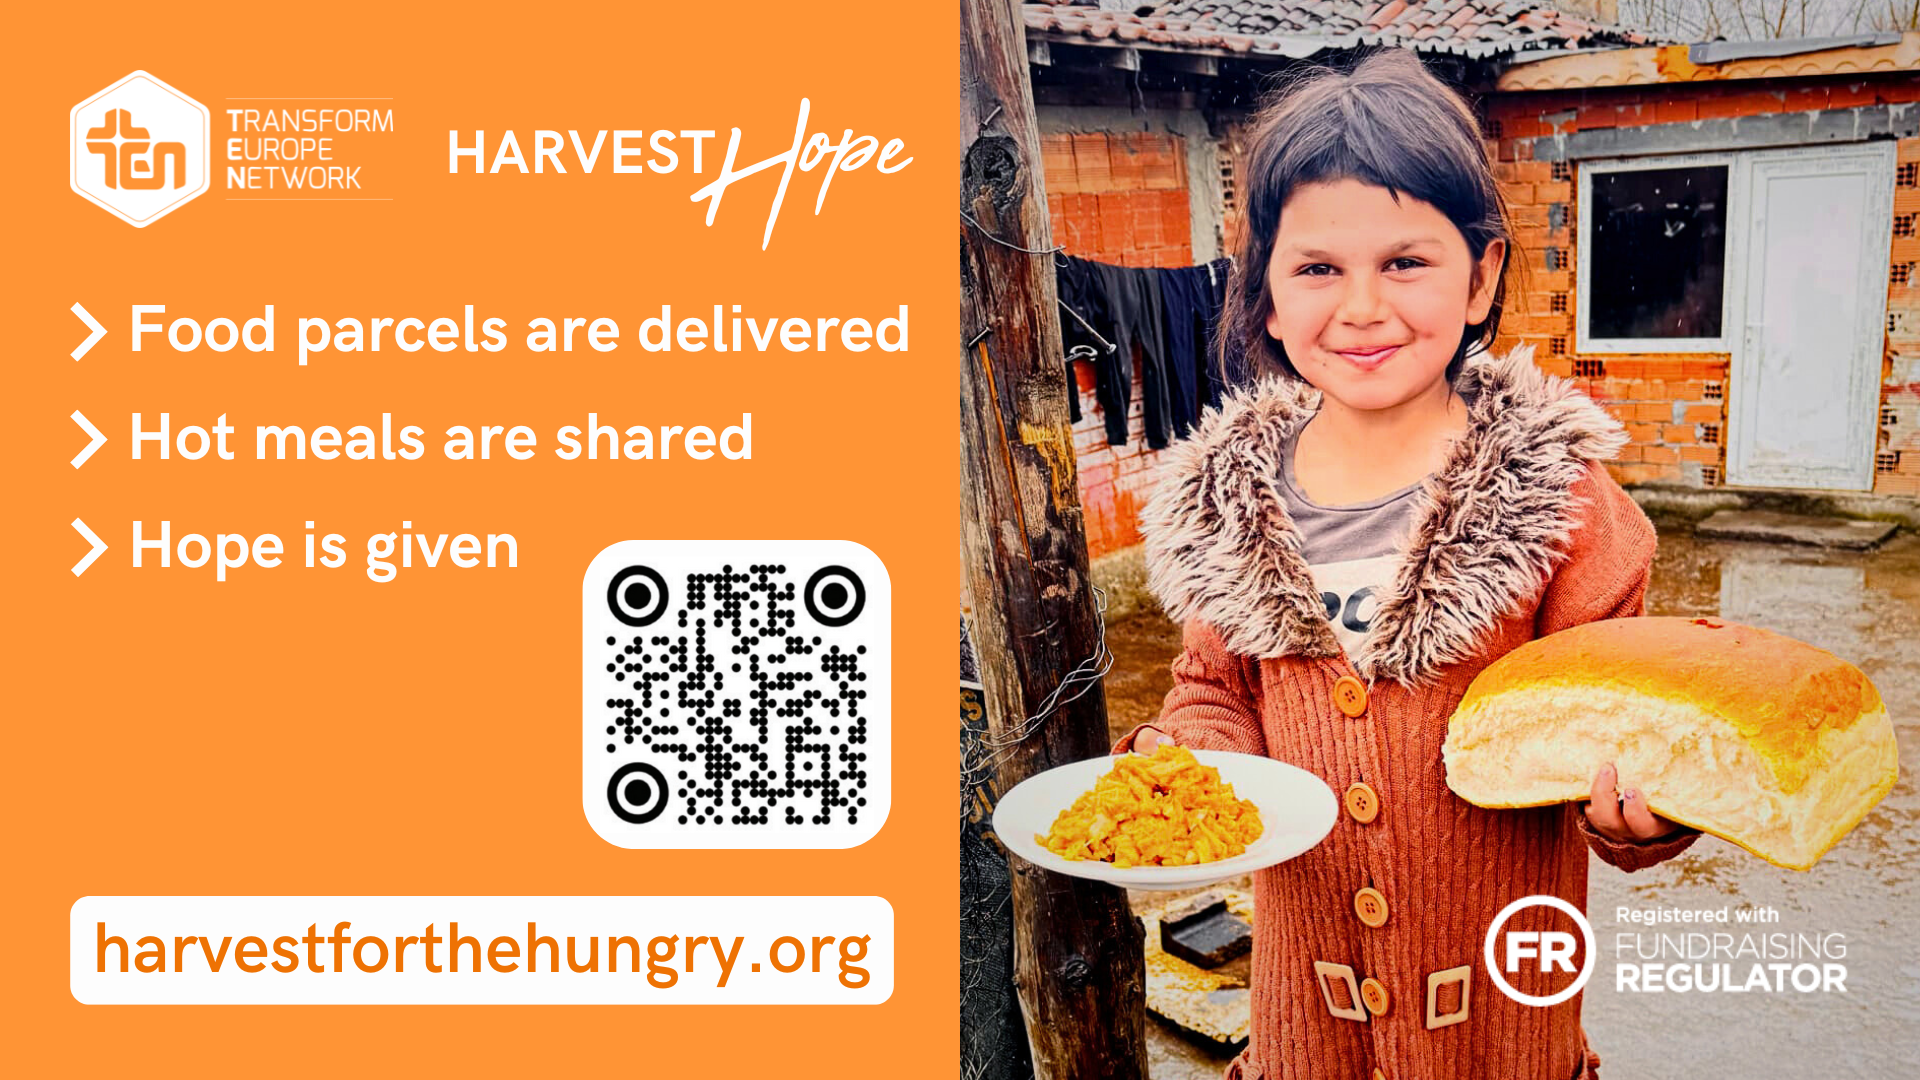 ten
TRANSFORM
EUROPE
NETWORK
HARVEST Hope
Food parcels are delivered
Hot meals are shared
Hope is given
harvestforthehungry.org
FR
Registered with
FUNDRAISING
REGULATOR